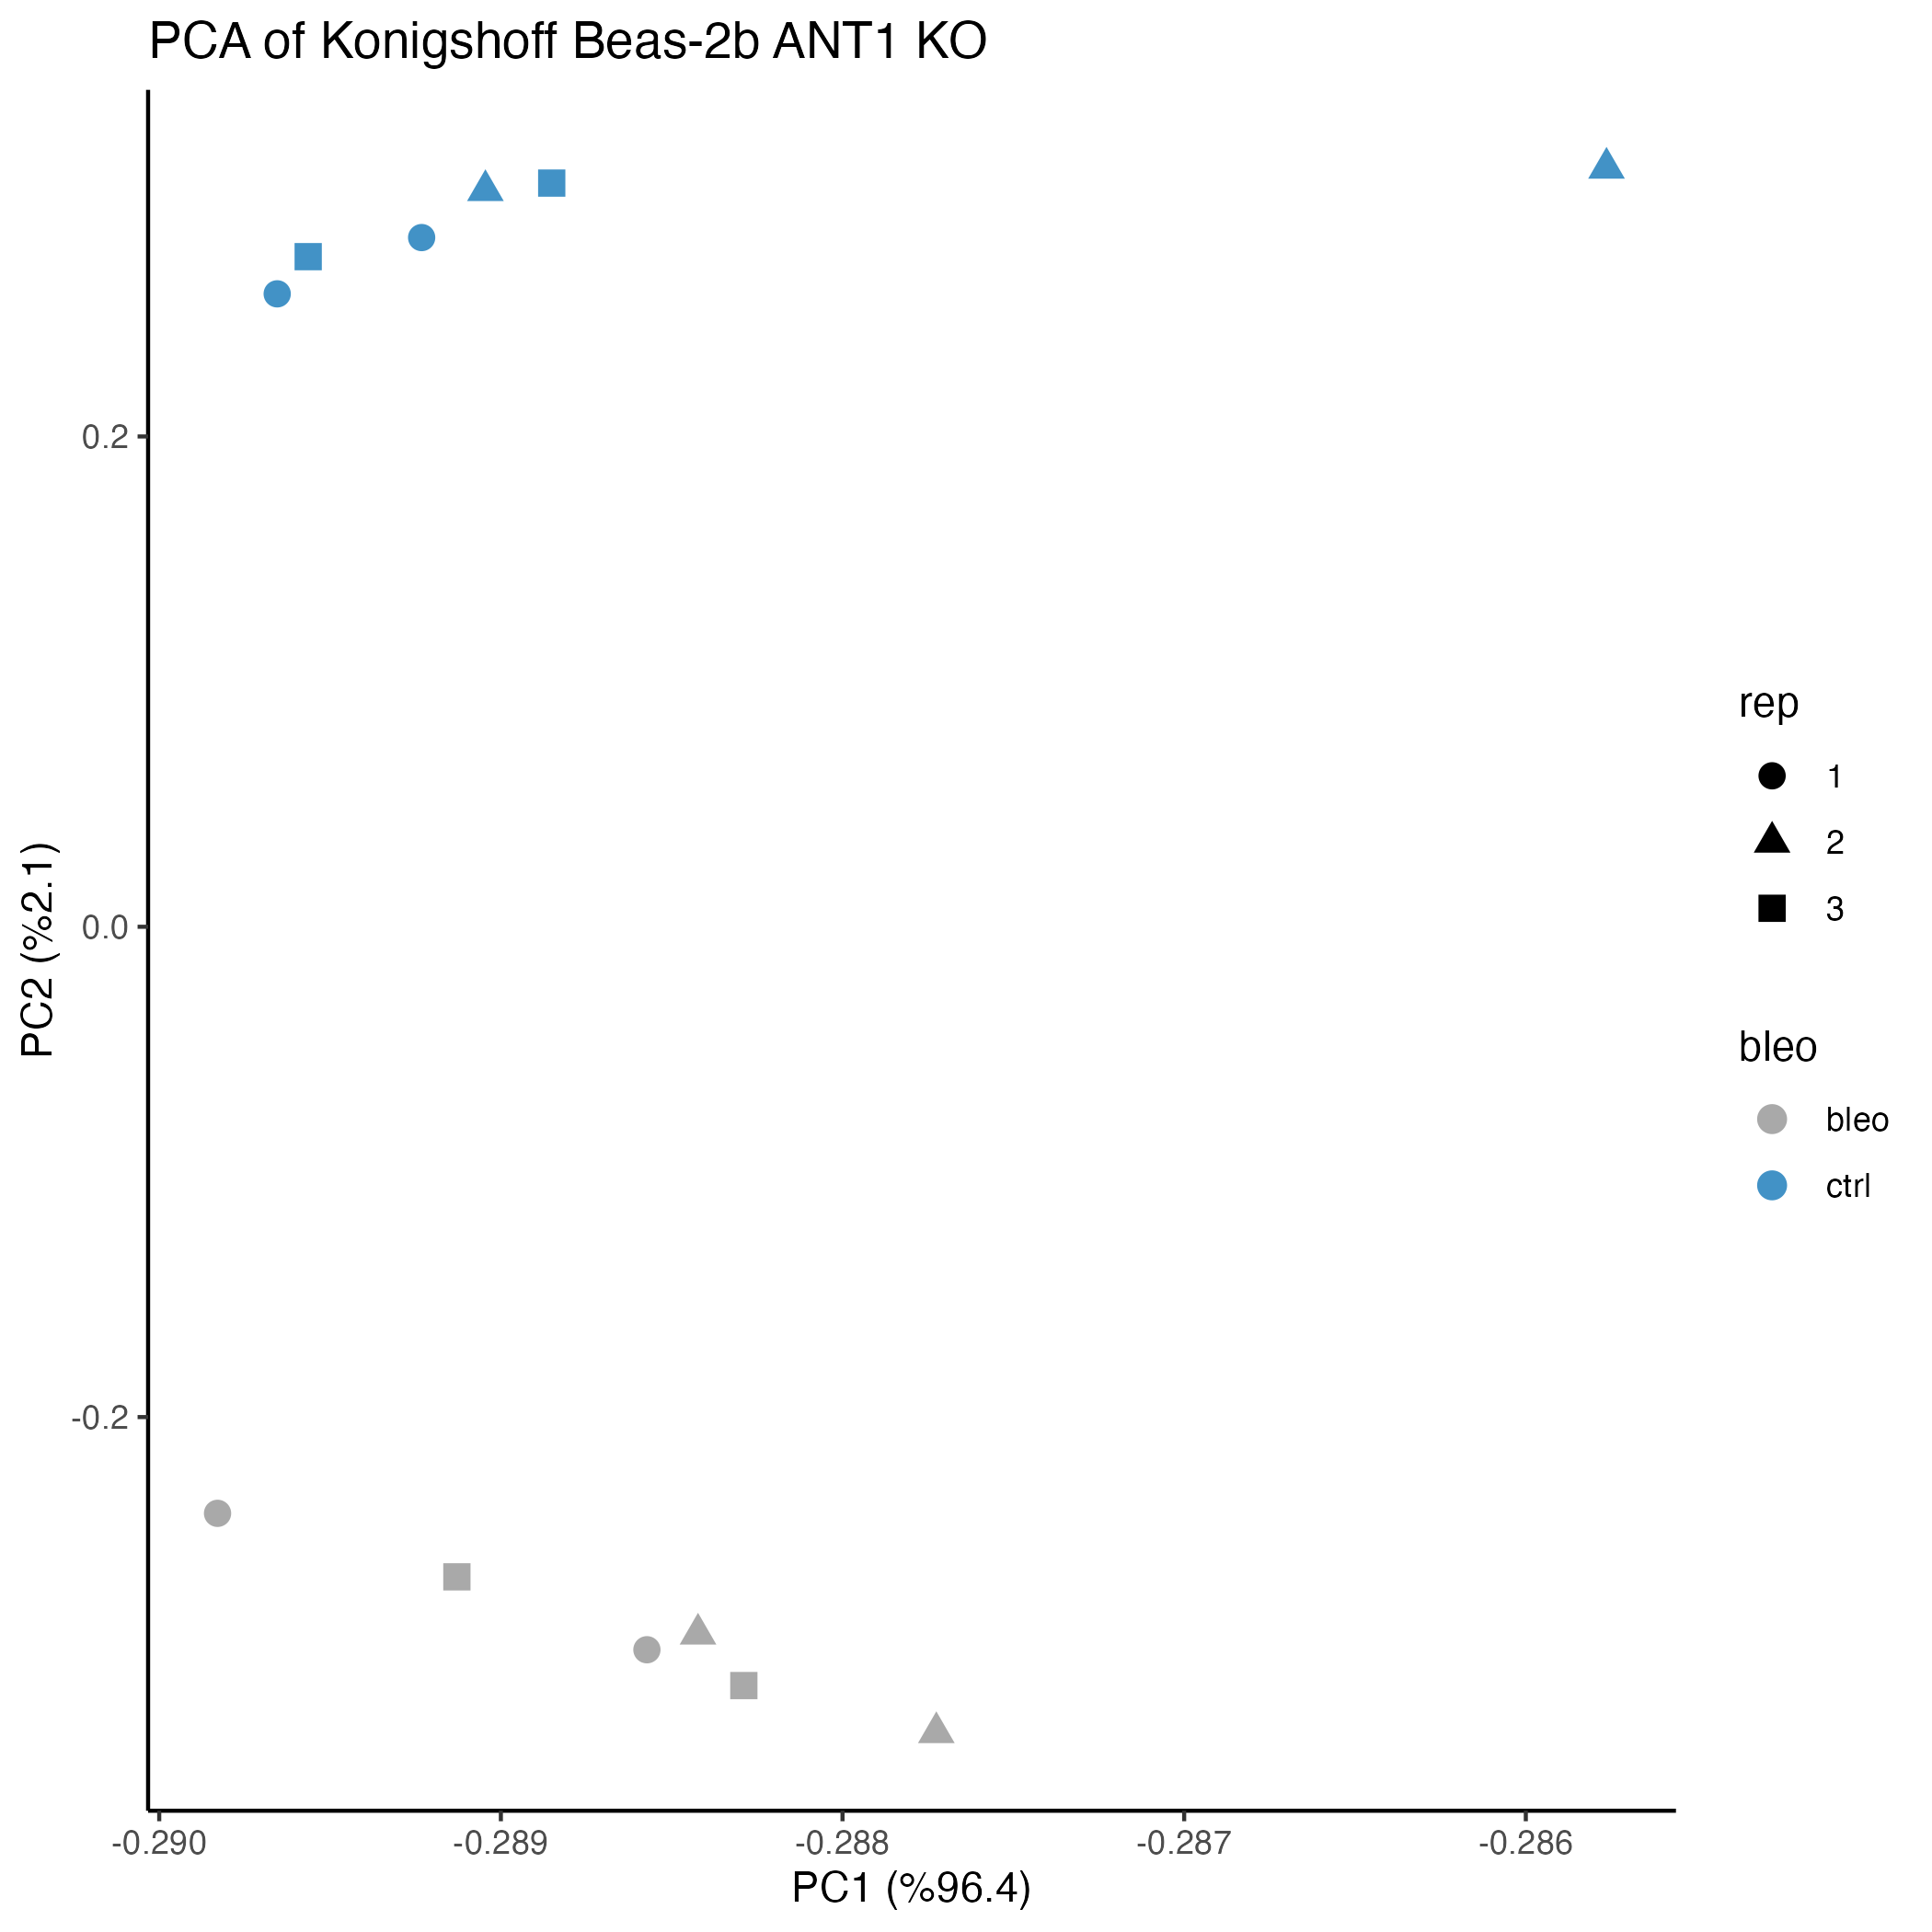 PCA of Konigshoff Beas-2b ANT1 KO
PC2 (%2.1)
0.2
0.0
-0.2
-0.290
-0.289
-0.288
-0.287
-0.286
PC1 (%96.4)
rep
1
2
3
bleo
bleo
ctrl